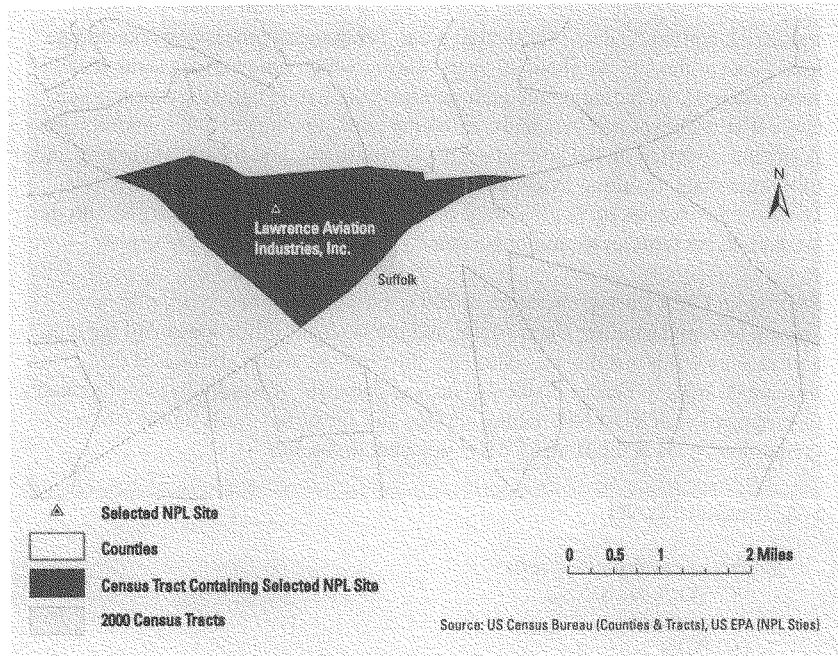 N
Lawrence Aviation
Industries, Inc.
Suffolk
Selected NPL Site
Counties
Census Tract Containing Selected NPL Site
2000 Census Tracts
0 0.5 1 2 Miles
Source: US Census Bureau (Counties & Tracts), US EPA (NPL Sties)